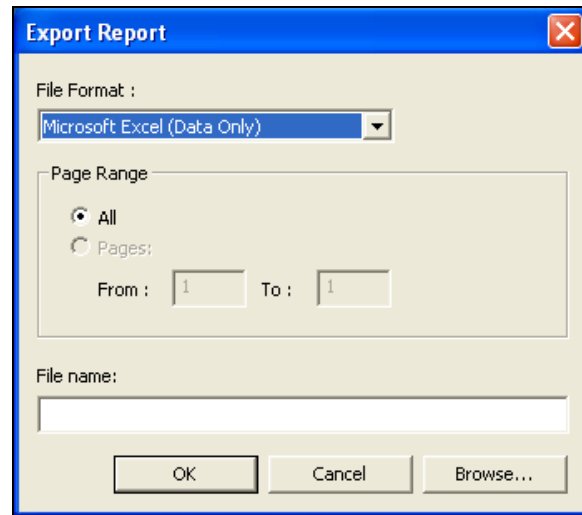 Export Report
File Format :
Microsoft Excel (Data Only)
Page Range
All
Pages:
From : 1 To : 1
File name:
OK Cancel Browse...